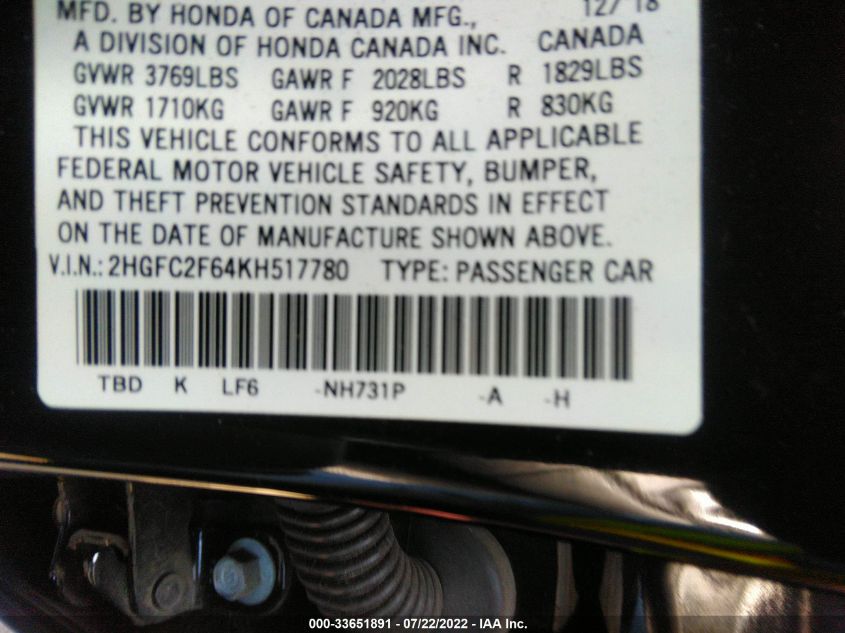 MFD. BY HONDA OF CANADA MFG., 12/18
A DIVISION OF HONDA CANADA INC. CANADA
GVWR 3769LBS GAWR F 2028LBS R 1829LBS
GVWR 1710KG GAWR F 920KG R 830KG
THIS VEHICLE CONFORMS TO ALL APPLICABLE
FEDERAL MOTOR VEHICLE SAFETY, BUMPER,
AND THEFT PREVENTION STANDARDS IN EFFECT
ON THE DATE OF MANUFACTURE SHOWN ABOVE.
V.I.N.: 2HGFC2F64KH517780 TYPE: PASSENGER CAR
TBD K LF6 -NH731P -A -H
000-33651891 - 07/22/2022 - IAA Inc.